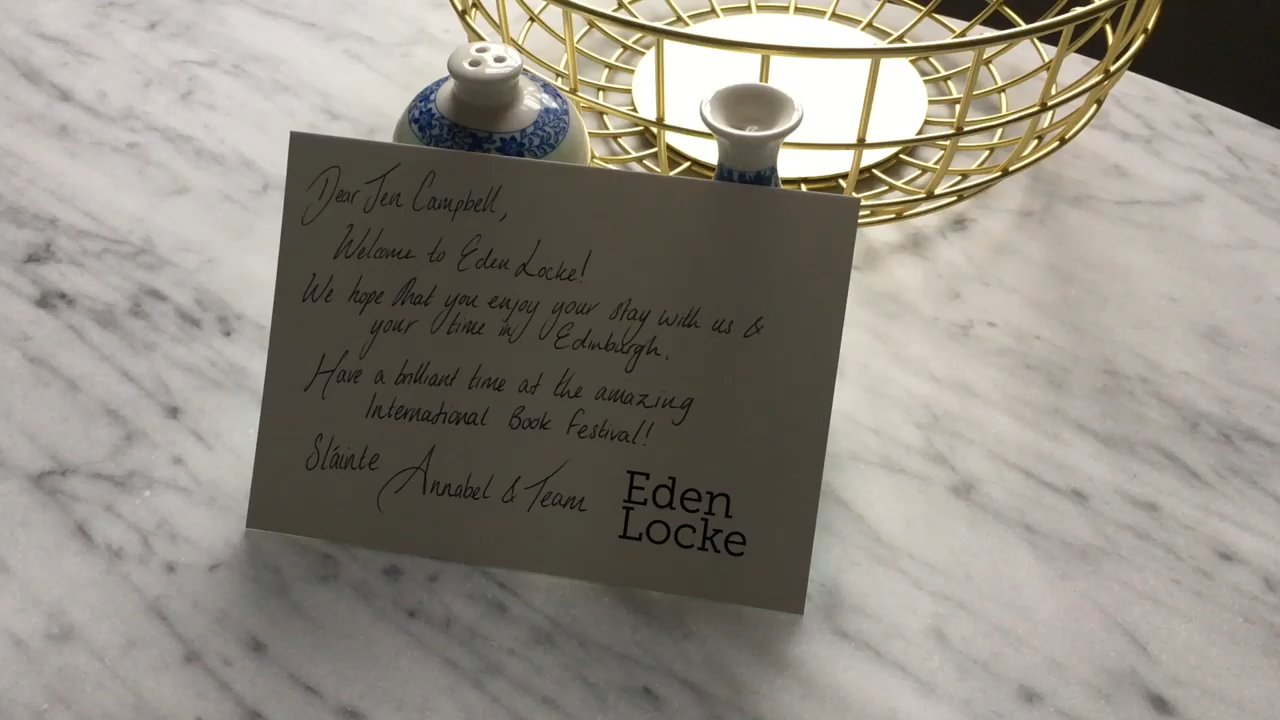 Dear Jen Campbell,
Welcome to Eden Locke!
We hope that you enjoy your stay with us &
your time in Edinburgh.
Have a brilliant time at the amazing
International Book Festival!
Sláinte Annabel & Team
Eden
Locke